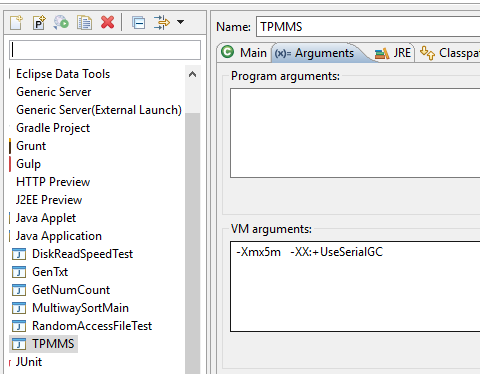 Name: TPMMS
Main (x)= Arguments JRE Classpa
Program arguments:
Eclipse Data Tools
Generic Server
Generic Server(External Launch)
Gradle Project
Grunt
Gulp
HTTP Preview
J2EE Preview
Java Applet
Java Application
DiskReadSpeedTest
GenTxt
GetNumCount
MultiwaySortMain
RandomAccessFileTest
TPMMS
JUnit
VM arguments:
-Xmx5m -XX:+UseSerialGC